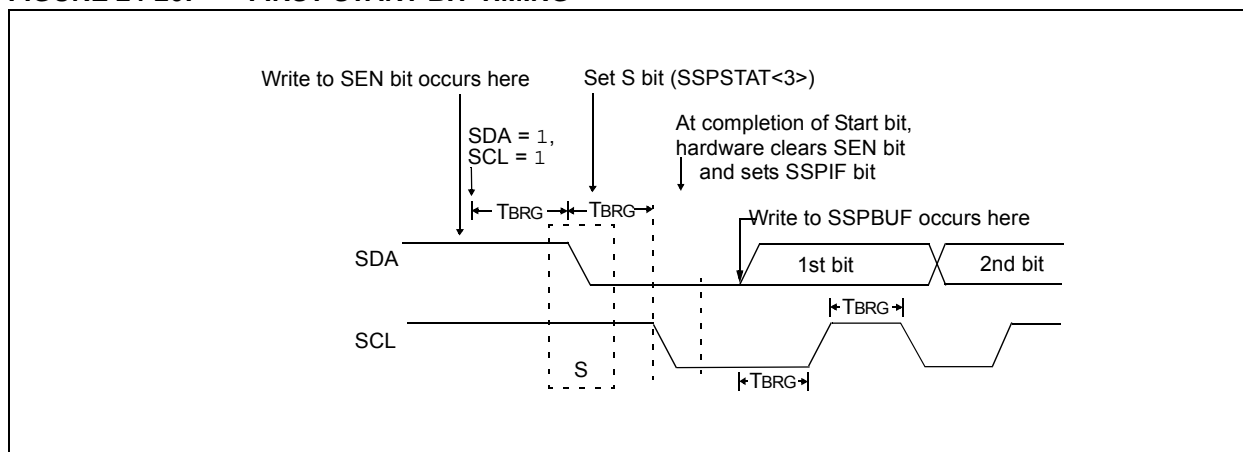 Write to SEN bit occurs here
Set S bit (SSPSTAT<3>)
SDA = 1,
SCL = 1
At completion of Start bit,
hardware clears SEN bit
and sets SSPIF bit
TBRG
TBRG
Write to SSPBUF occurs here
SDA
1st bit
2nd bit
TBRG
SCL
S
TBRG